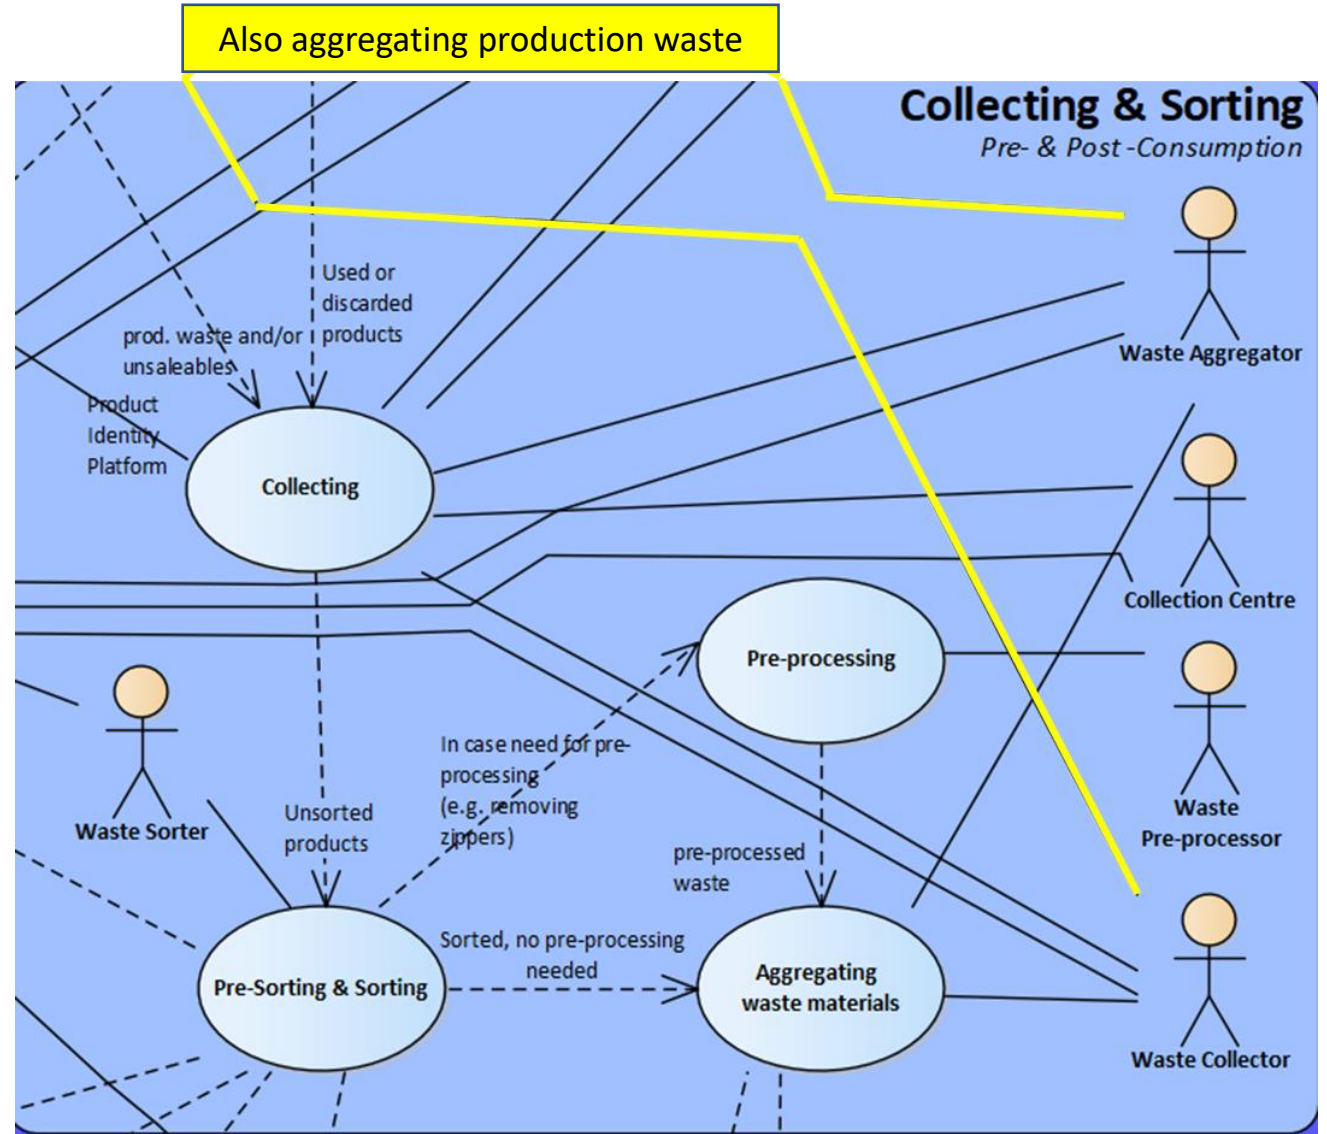 Also aggregating production waste
Collecting & Sorting
Pre- & Post -Consumption
Waste Aggregator
Used or
discarded
products
prod. waste and/or
unsaleables
Product
Identity
Platform
Collecting
Collection Centre
Pre-processing
Waste
Pre-processor
Waste Sorter
In case need for pre-
processing
(e.g. removing
zippers)
Unsorted
products
pre-processed
waste
Sorted, no pre-processing
needed
Pre-Sorting & Sorting
Aggregating
waste materials
Waste Collector